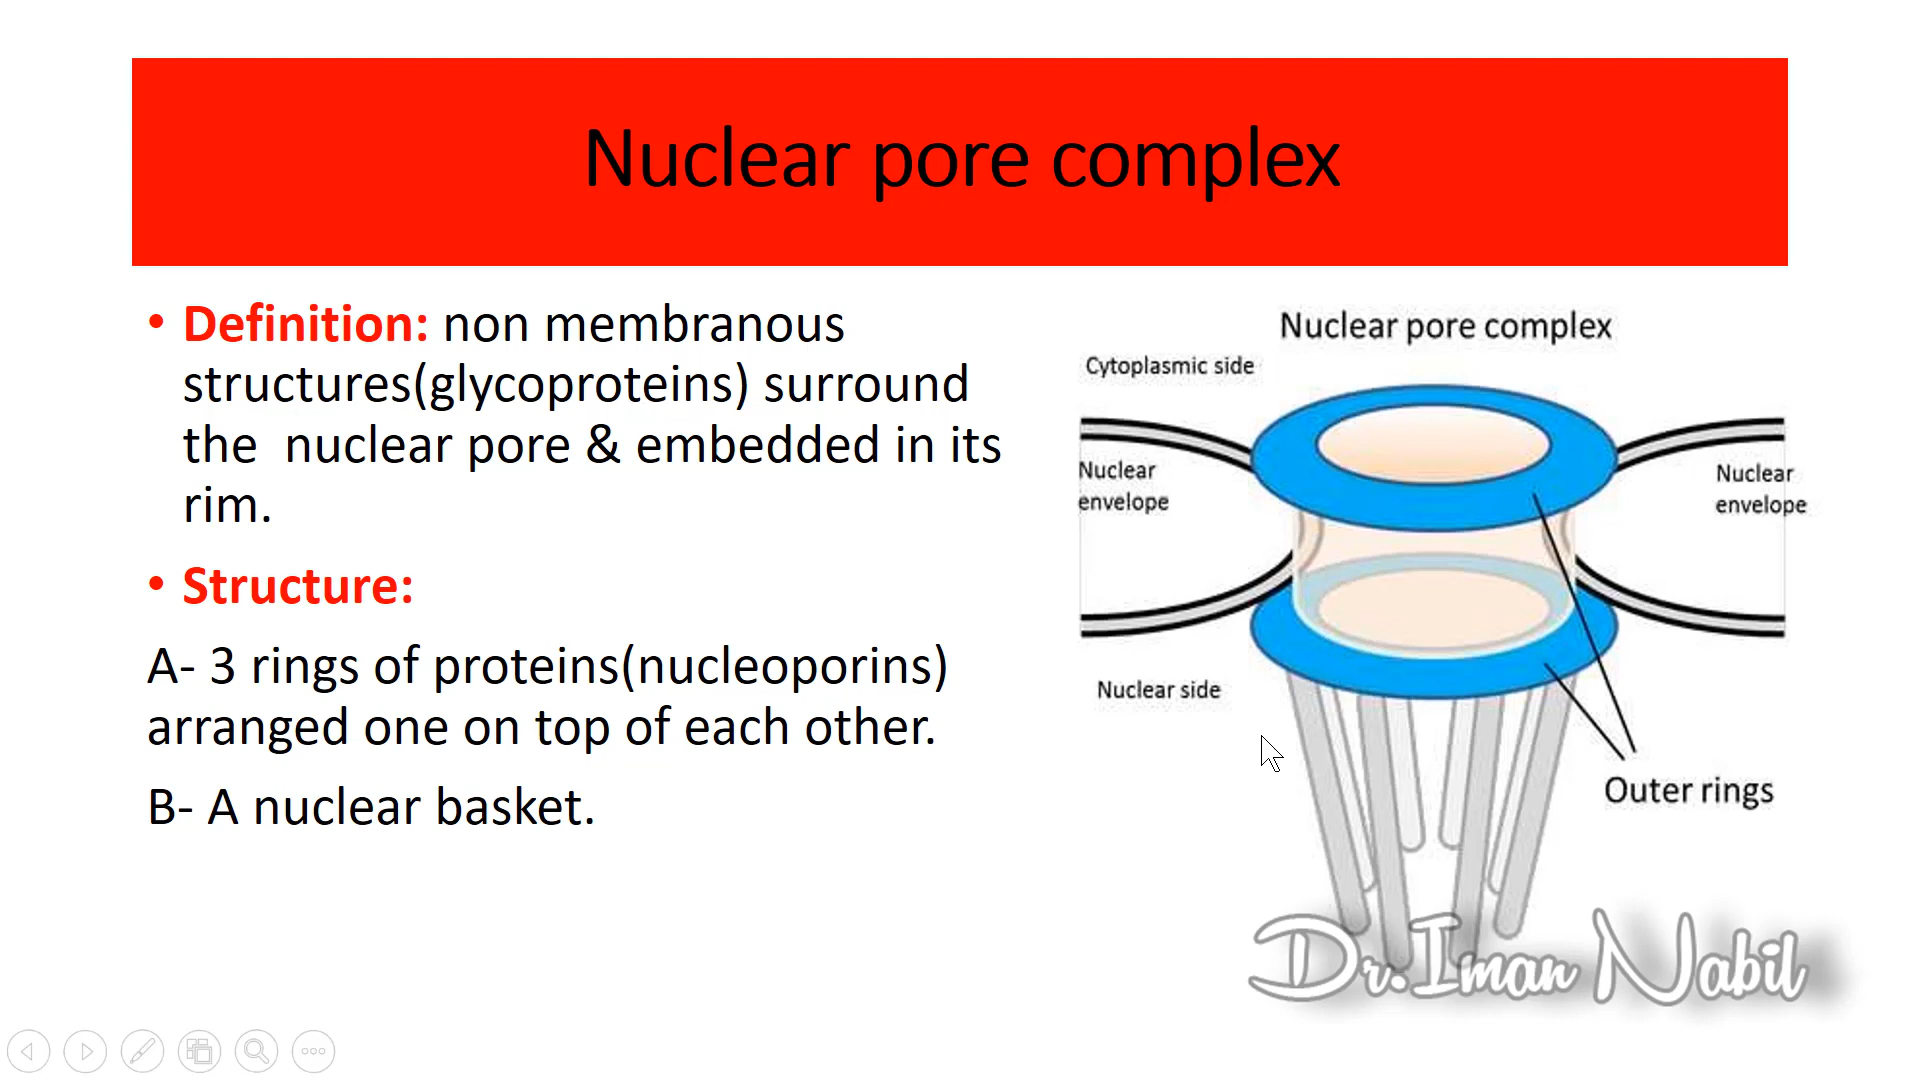 Nuclear pore complex
• Definition: non membranous
structures(glycoproteins) surround
the  nuclear pore & embedded in its
rim.
• Structure:
A- 3 rings of proteins(nucleoporins)
arranged one on top of each other.
B- A nuclear basket.
Nuclear pore complex
Cytoplasmic side
Nuclear
envelope
Nuclear
envelope
Nuclear side
Outer rings
Dr.Iman Nabil